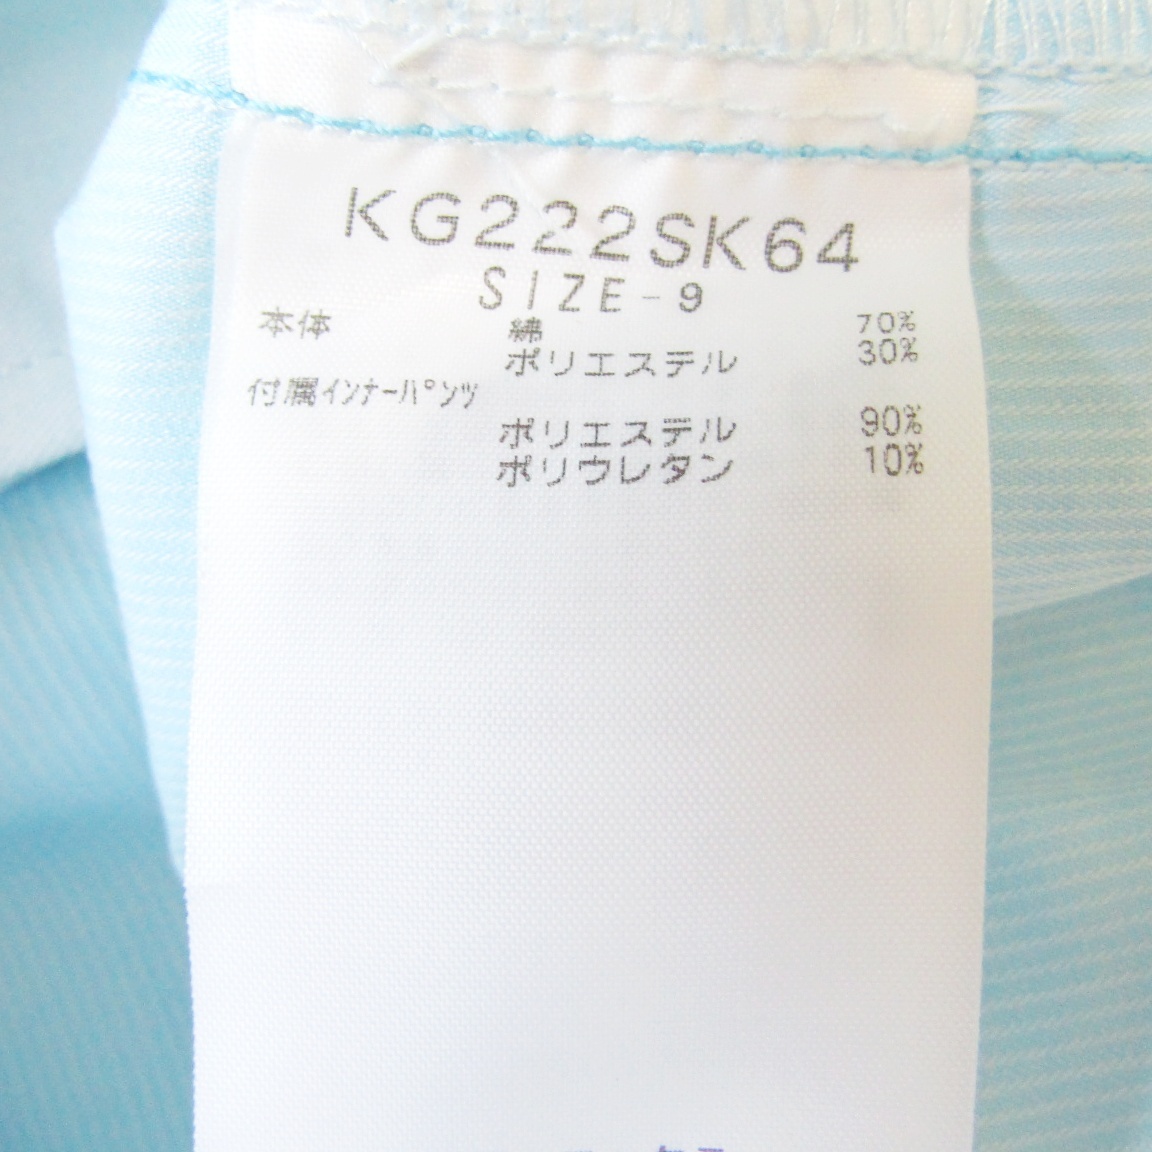 KG222SK64
SIZE-9
本体 綿 70%
ポリエステル 30%
付属インナーパンツ
ポリエステル 90%
ポリウレタン 10%